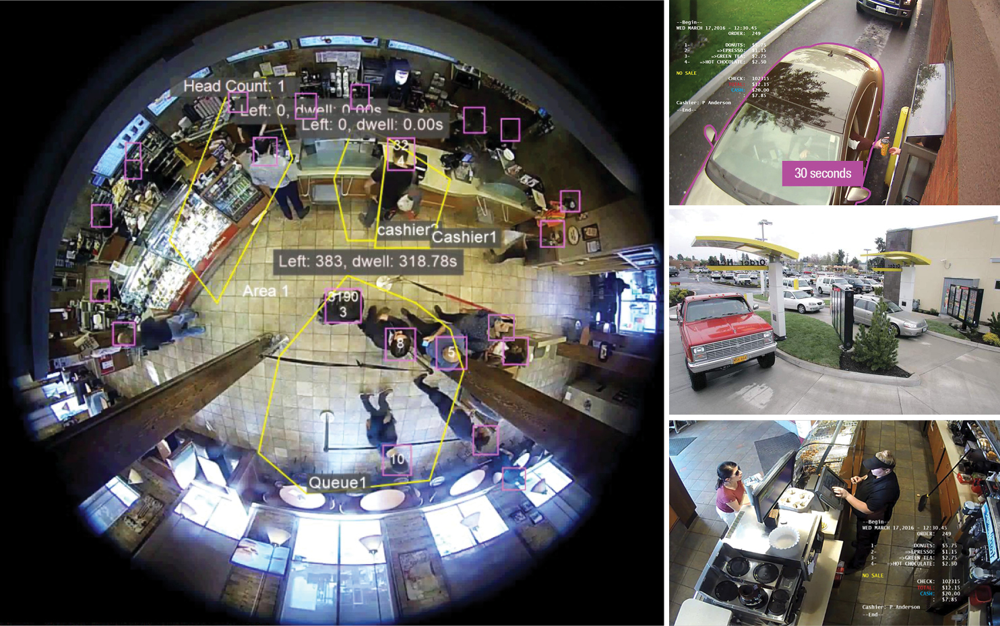 Head Count: 1
Left: 0, dwell: 0.00s
Left: 0, dwell: 0.00s
32
4
cashier2
Cashier1
Left: 383, dwell: 318.78s
Area 1
3190
3
8
5
10
Queue1
--Begin--
WED MARCH 17,2016 - 12:30.45
ORDER: 249
1- DONUTS: $5.75
2- =>EPRESSO: $1.15
3- =>GREEN TEA: $2.75
4- =>HOT CHOCOLATE: $2.50
NO SALE
CHECK: 102315
TOTAL: $12.15
CASH: $20.00
: $7.85
Cashier: P Anderson
--End--
30 seconds
Order Here
Order Here
--Begin--
WED MARCH 17,2016 - 12:30.45
ORDER: 249
1- DONUTS: $5.75
2- =>EPRESSO: $1.15
3- =>GREEN TEA: $2.75
4- =>HOT CHOCOLATE: $2.50
NO SALE
CHECK: 102315
TOTAL: $12.15
CASH: $20.00
: $7.85
Cashier: P Anderson
--End--